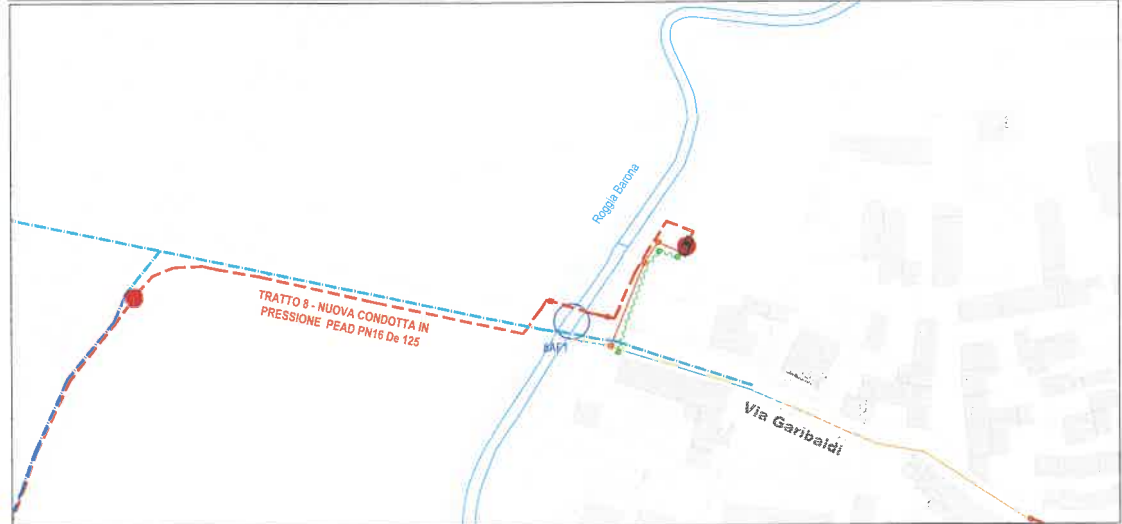 Roggia Barona
TRATTO 8 - NUOVA CONDOTTA IN
PRESSIONE PEAD PN16 De 125
Via Garibaldi